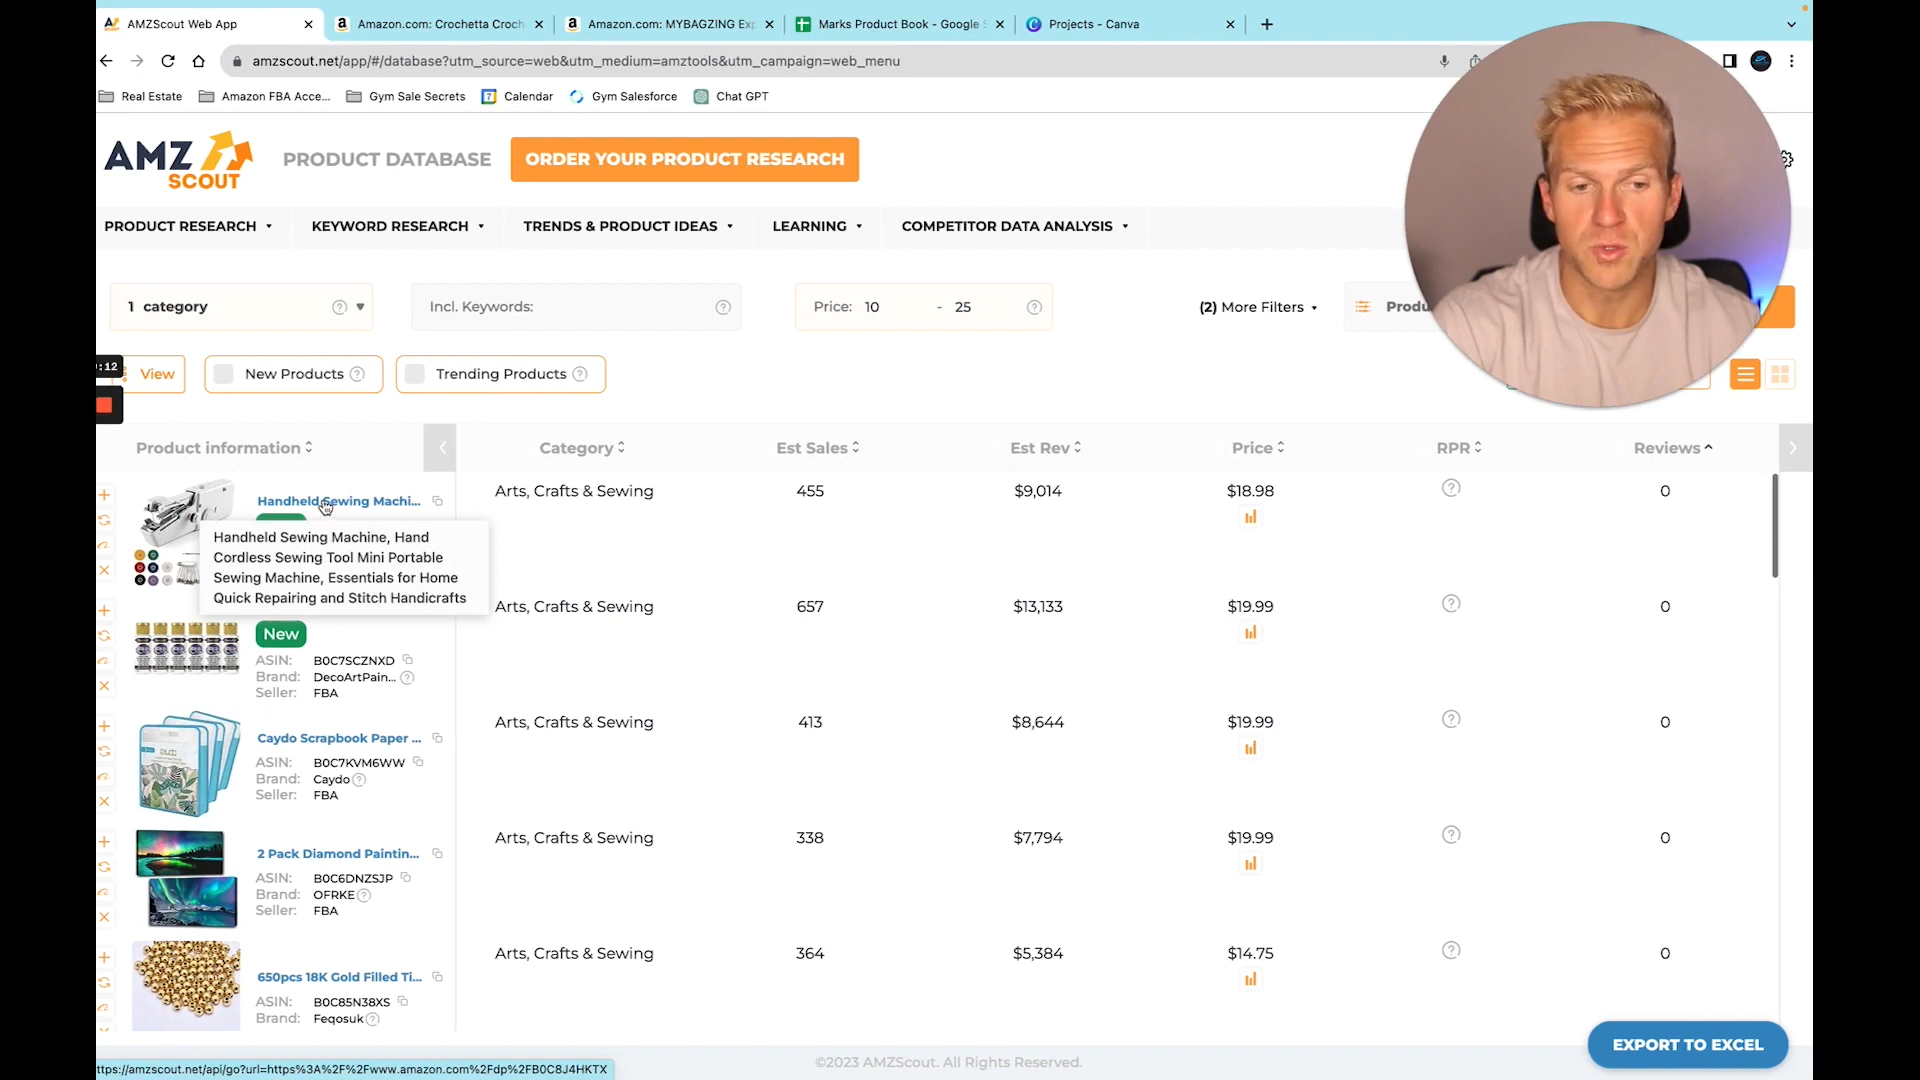 AMZScout Web App
Amazon.com: Crochetta Croch
Amazon.com: MYBAGZING Exp
Marks Product Book - Google S
Projects - Canva
amzscout.net/app/#/database?utm_source=web&utm_medium=amztools&utm_campaign=web_menu
Real Estate
Amazon FBA Acce...
Gym Sale Secrets
7
Calendar
Gym Salesforce
Chat GPT
AMZ
SCOUT
PRODUCT DATABASE
ORDER YOUR PRODUCT RESEARCH
PRODUCT RESEARCH
KEYWORD RESEARCH
TRENDS & PRODUCT IDEAS
LEARNING
COMPETITOR DATA ANALYSIS
1 category
Incl. Keywords:
Price: 10 - 25
(2) More Filters
Produ
:12
View
New Products
Trending Products
Product information
Category
Est Sales
Est Rev
Price
RPR
Reviews
Handheld Sewing Machi...
Arts, Crafts & Sewing
455
$9,014
$18.98
0
Handheld Sewing Machine, Hand
Cordless Sewing Tool Mini Portable
Sewing Machine, Essentials for Home
Quick Repairing and Stitch Handicrafts
Arts, Crafts & Sewing
657
$13,133
$19.99
0
New
ASIN: B0C7SCZNXD
Brand: DecoArtPain...
Seller: FBA
Caydo Scrapbook Paper ...
Arts, Crafts & Sewing
413
$8,644
$19.99
0
ASIN: B0C7KVM6WW
Brand: Caydo
Seller: FBA
2 Pack Diamond Paintin...
Arts, Crafts & Sewing
338
$7,794
$19.99
0
ASIN: B0C6DNZSJP
Brand: OFRKE
Seller: FBA
650pcs 18K Gold Filled Ti...
Arts, Crafts & Sewing
364
$5,384
$14.75
0
ASIN: B0C85N38XS
Brand: Feqosuk
EXPORT TO EXCEL
©2023 AMZScout. All Rights Reserved.
ttps://amzscout.net/api/go?url=https%3A%2F%2Fwww.amazon.com%2Fdp%2FB0C8J4HKTX